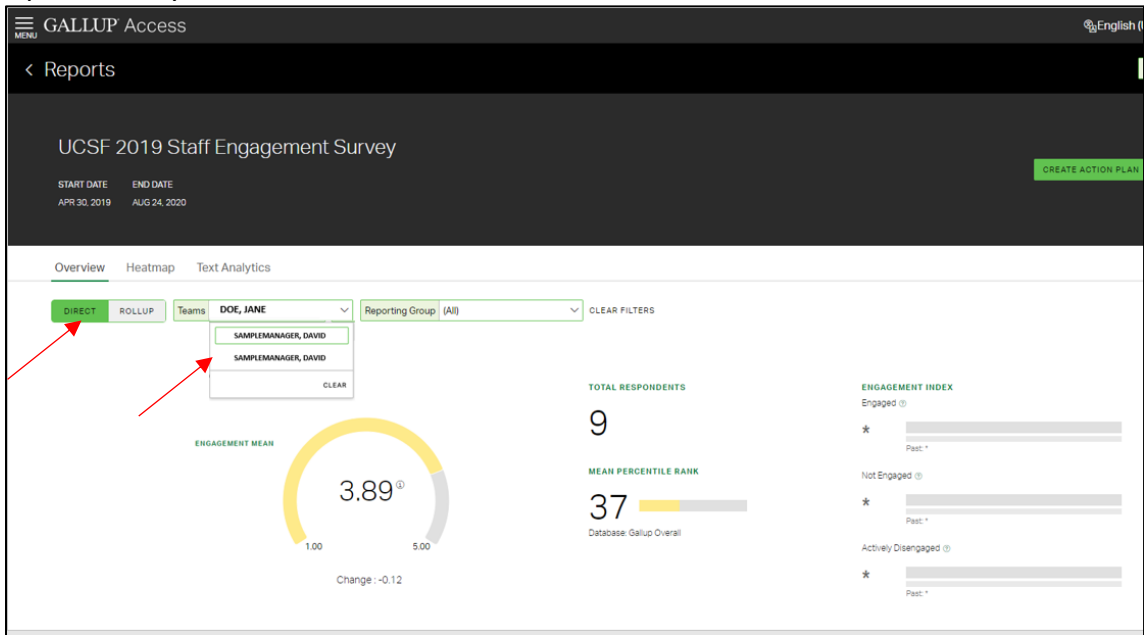 MENU GALLUP Access English (
< Reports
UCSF 2019 Staff Engagement Survey
START DATE END DATE
APR 30, 2019 AUG 24, 2020
CREATE ACTION PLAN
Overview Heatmap Text Analytics
DIRECT ROLLUP Teams DOE, JANE Reporting Group (All) CLEAR FILTERS
SAMPLEMANAGER, DAVID
SAMPLEMANAGER, DAVID
CLEAR
ENGAGEMENT MEAN
3.89
1.00 5.00
Change : -0.12
TOTAL RESPONDENTS
9
MEAN PERCENTILE RANK
37
Database: Gallup Overall
ENGAGEMENT INDEX
Engaged
*
Past: *
Not Engaged
*
Past: *
Actively Disengaged
*
Past: *